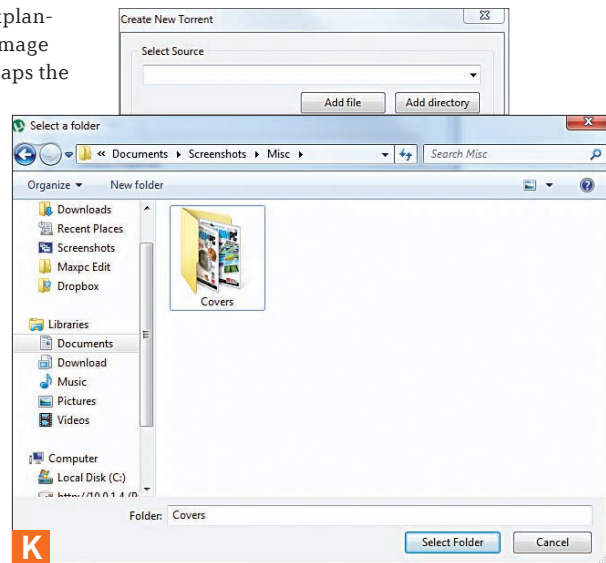 xplan-
mage
aps the
Create New Torrent
Select Source
Add file Add directory
Select a folder
« Documents Screenshots Misc
Search Misc
Organize New folder
Downloads
Recent Places
Screenshots
Maxpc Edit
Dropbox
Libraries
Documents
Download
Music
Pictures
Videos
Computer
Local Disk (C:)
Covers
Folder: Covers
Select Folder Cancel
K